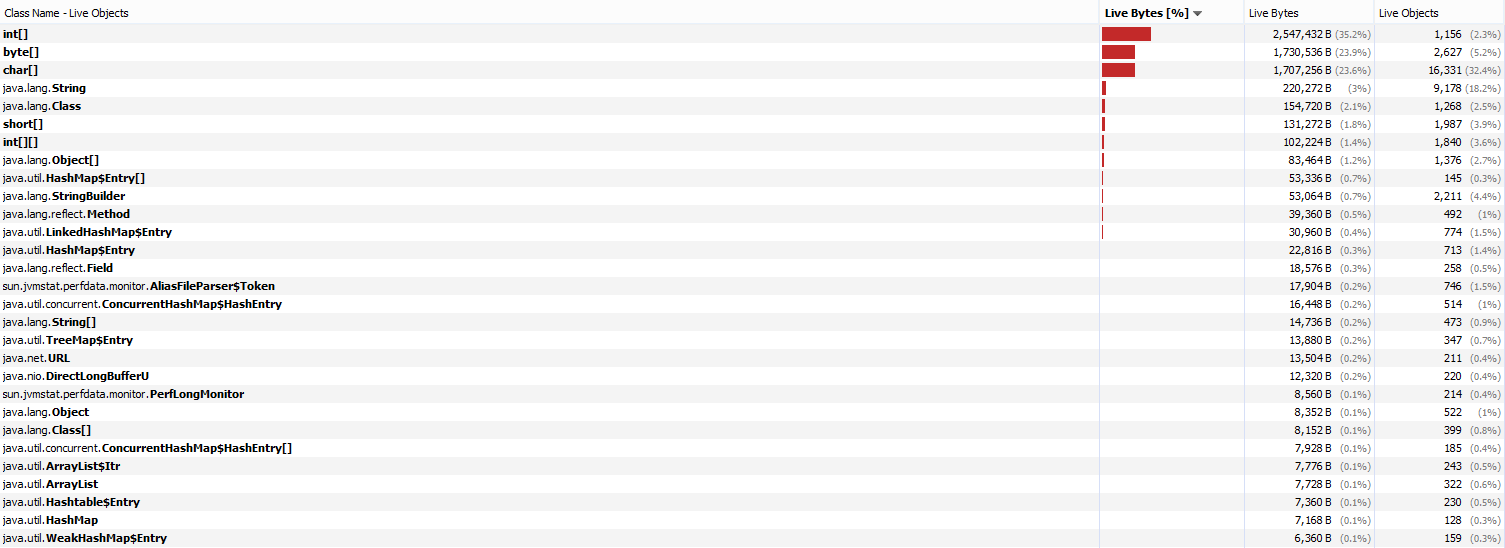 Class Name - Live Objects Live Bytes [%] Live Bytes Live Objects
int[] 2,547,432 B (35.2%) 1,156 (2.3%)
byte[] 1,730,536 B (23.9%) 2,627 (5.2%)
char[] 1,707,256 B (23.6%) 16,331 (32.4%)
java.lang.String 220,272 B (3%) 9,178 (18.2%)
java.lang.Class 154,720 B (2.1%) 1,268 (2.5%)
short[] 131,272 B (1.8%) 1,987 (3.9%)
int[][] 102,224 B (1.4%) 1,840 (3.6%)
java.lang.Object[] 83,464 B (1.2%) 1,376 (2.7%)
java.util.HashMap$Entry[] 53,336 B (0.7%) 145 (0.3%)
java.lang.StringBuilder 53,064 B (0.7%) 2,211 (4.4%)
java.lang.reflect.Method 39,360 B (0.5%) 492 (1%)
java.util.LinkedHashMap$Entry 30,960 B (0.4%) 774 (1.5%)
java.util.HashMap$Entry 22,816 B (0.3%) 713 (1.4%)
java.lang.reflect.Field 18,576 B (0.3%) 258 (0.5%)
sun.jvmstat.perfdata.monitor.AliasFileParser$Token 17,904 B (0.2%) 746 (1.5%)
java.util.concurrent.ConcurrentHashMap$HashEntry 16,448 B (0.2%) 514 (1%)
java.lang.String[] 14,736 B (0.2%) 473 (0.9%)
java.util.TreeMap$Entry 13,880 B (0.2%) 347 (0.7%)
java.net.URL 13,504 B (0.2%) 211 (0.4%)
java.nio.DirectLongBufferU 12,320 B (0.2%) 220 (0.4%)
sun.jvmstat.perfdata.monitor.PerfLongMonitor 8,560 B (0.1%) 214 (0.4%)
java.lang.Object 8,352 B (0.1%) 522 (1%)
java.lang.Class[] 8,152 B (0.1%) 399 (0.8%)
java.util.concurrent.ConcurrentHashMap$HashEntry[] 7,928 B (0.1%) 185 (0.4%)
java.util.ArrayList$Itr 7,776 B (0.1%) 243 (0.5%)
java.util.ArrayList 7,728 B (0.1%) 322 (0.6%)
java.util.Hashtable$Entry 7,360 B (0.1%) 230 (0.5%)
java.util.HashMap 7,168 B (0.1%) 128 (0.3%)
java.util.WeakHashMap$Entry 6,360 B (0.1%) 159 (0.3%)